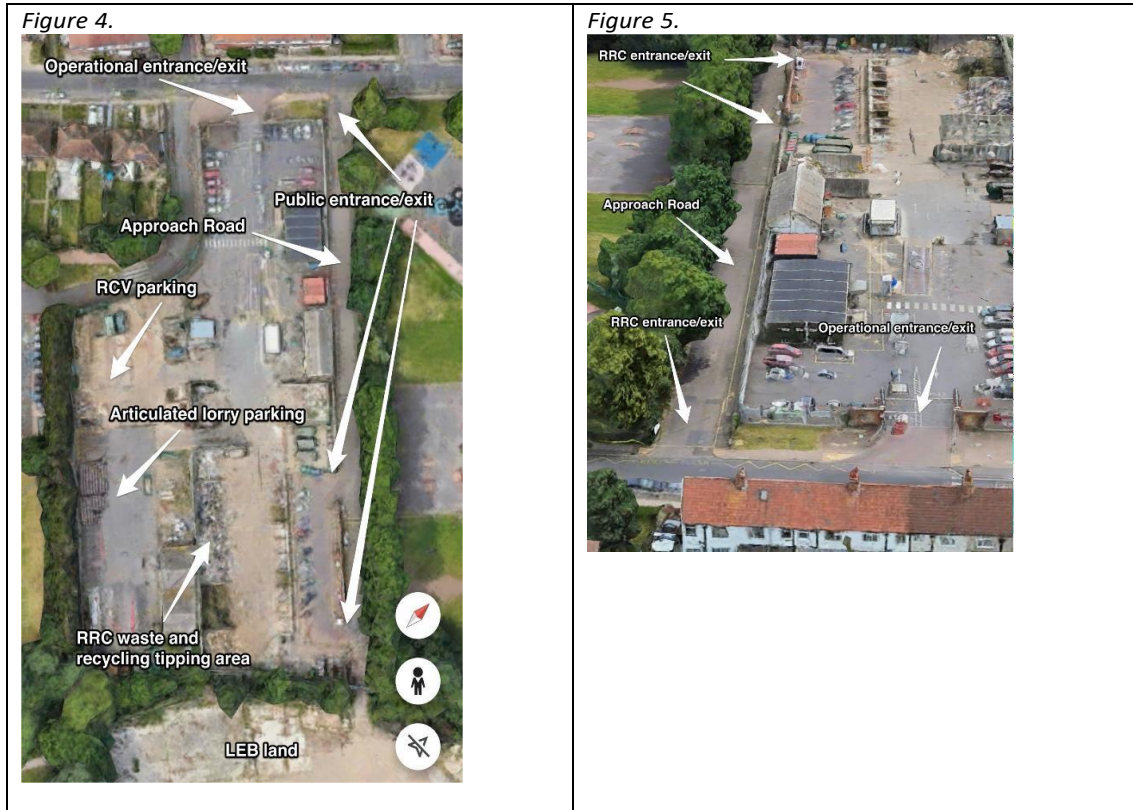 Figure 4.
Operational entrance/exit
Public entrance/exit
Approach Road
RCV parking
Articulated lorry parking
RRC waste and
recycling tipping area
LEB land
Figure 5.
RRC entrance/exit
Approach Road
RRC entrance/exit
Operational entrance/exit